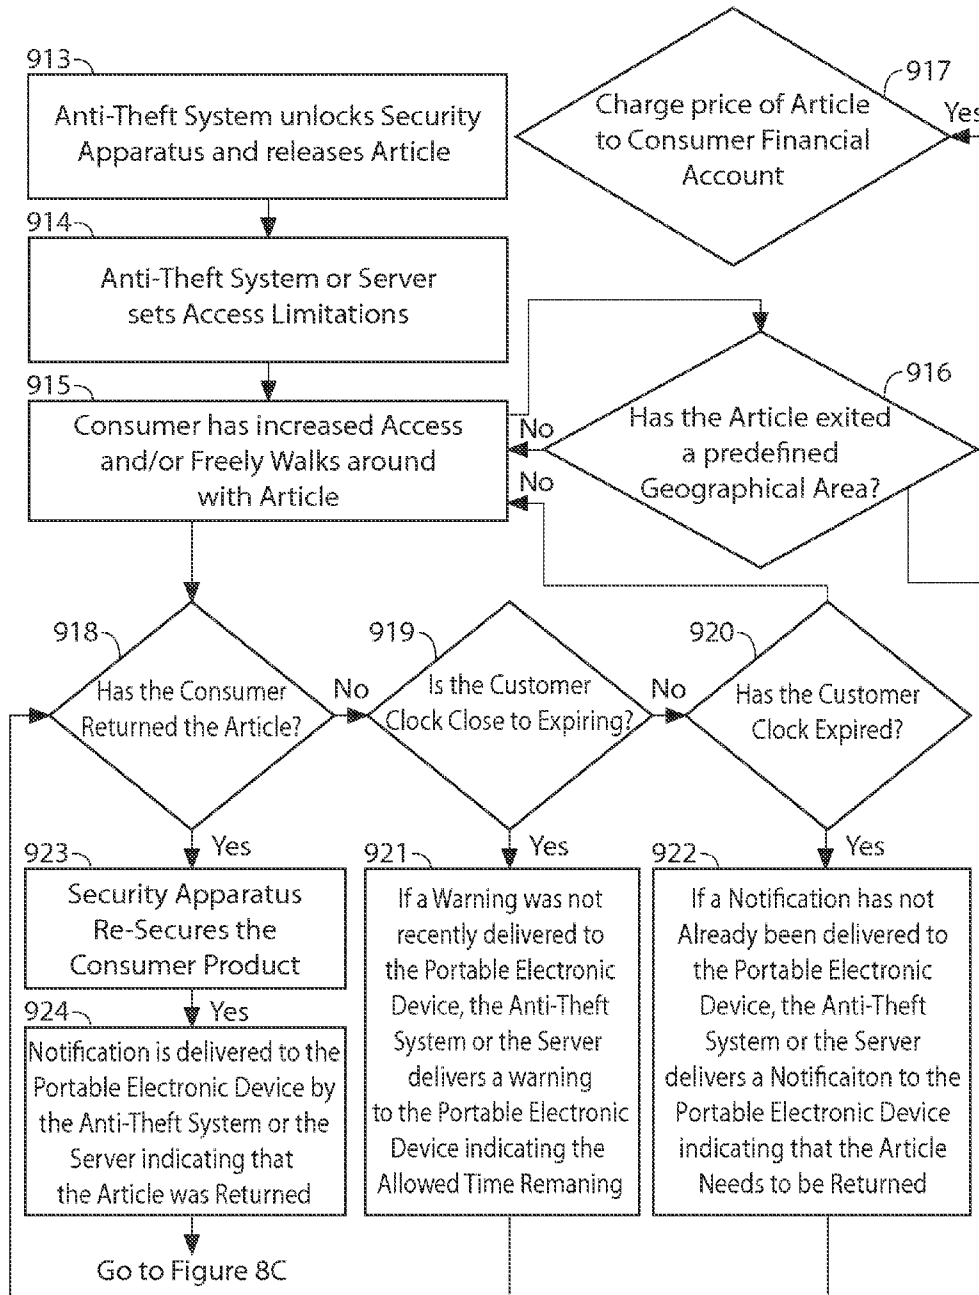 913
Anti-Theft System unlocks Security
Apparatus and releases Article
917
Charge price of Article
to Consumer Financial
Account
Yes
914
Anti-Theft System or Server
sets Access Limitations
915
Consumer has increased Access
and/or Freely Walks around
with Article
916
Has the Article exited
a predefined
Geographical Area?
No
No
918
Has the Consumer
Returned the Article?
No
919
Is the Customer
Clock Close to Expiring?
No
920
Has the Customer
Clock Expired?
Yes
923
Security Apparatus
Re-Secures the
Consumer Product
Yes
924
Notification is delivered to the
Portable Electronic Device by
the Anti-Theft System or the
Server indicating that
the Article was Returned
Go to Figure 8C
Yes
921
If a Warning was not
recently delivered to
the Portable Electronic
Device, the Anti-Theft
System or the Server
delivers a warning
to the Portable Electronic
Device indicating the
Allowed Time Remaning
Yes
922
If a Notification has not
Already been delivered to
the Portable Electronic
Device, the Anti-Theft
System or the Server
delivers a Notificaiton to the
Portable Electronic Device
indicating that the Article
Needs to be Returned